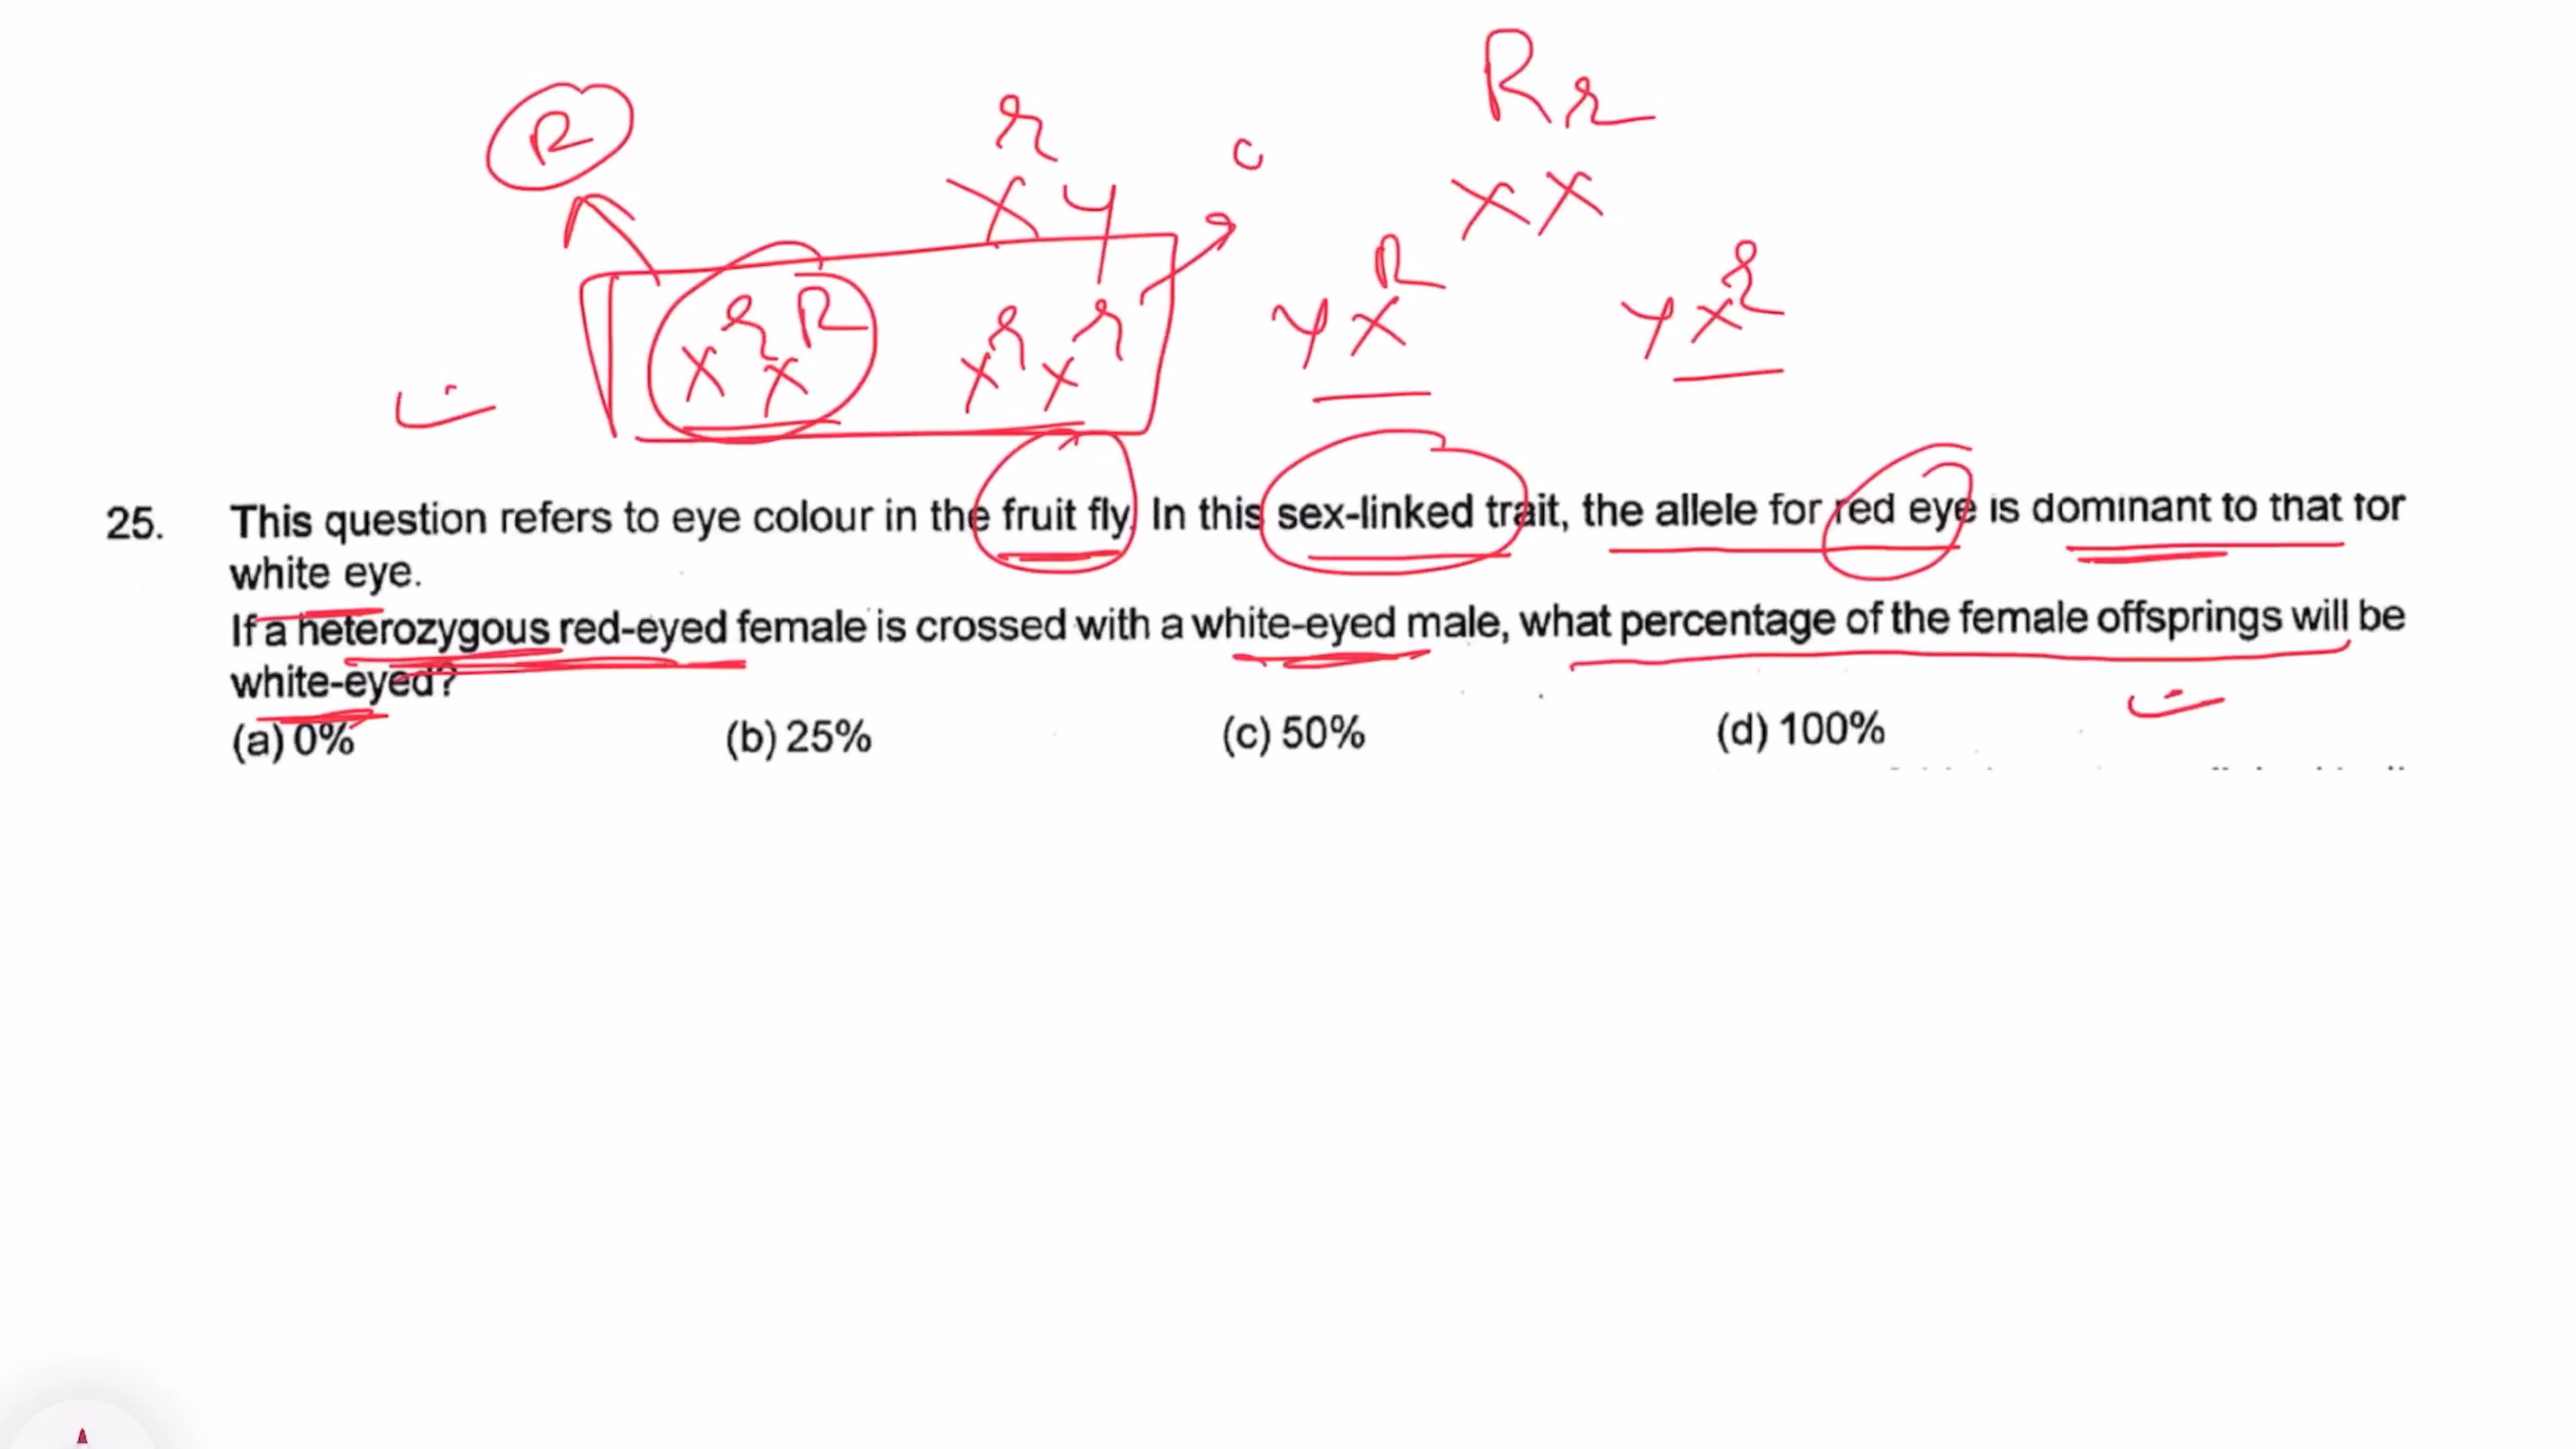 R r
R
r
X Y
X X
r R
X X
r r
X X
R
Y X
r
Y X
25. This question refers to eye colour in the fruit fly. In this sex-linked trait, the allele for red eye is dominant to that for
white eye.
If a heterozygous red-eyed female is crossed with a white-eyed male, what percentage of the female offsprings will be
white-eyed?
(a) 0% (b) 25% (c) 50% (d) 100%